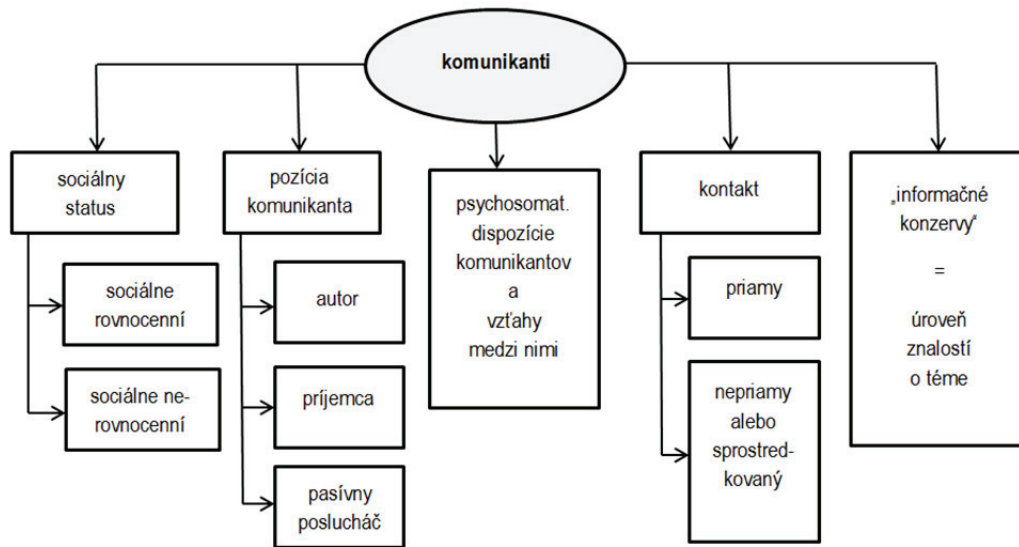 komunikanti
sociálny
status
sociálne
rovnocenní
sociálne ne-
rovnocenní
pozícia
komunikanta
autor
príjemca
pasívny
poslucháč
psychosomat.
dispozície
komunikantov
a
vzťahy
medzi nimi
kontakt
priamy
nepriamy
alebo
sprostred-
kovaný
„informačné
konzervy“
=
úroveň
znalostí
o téme